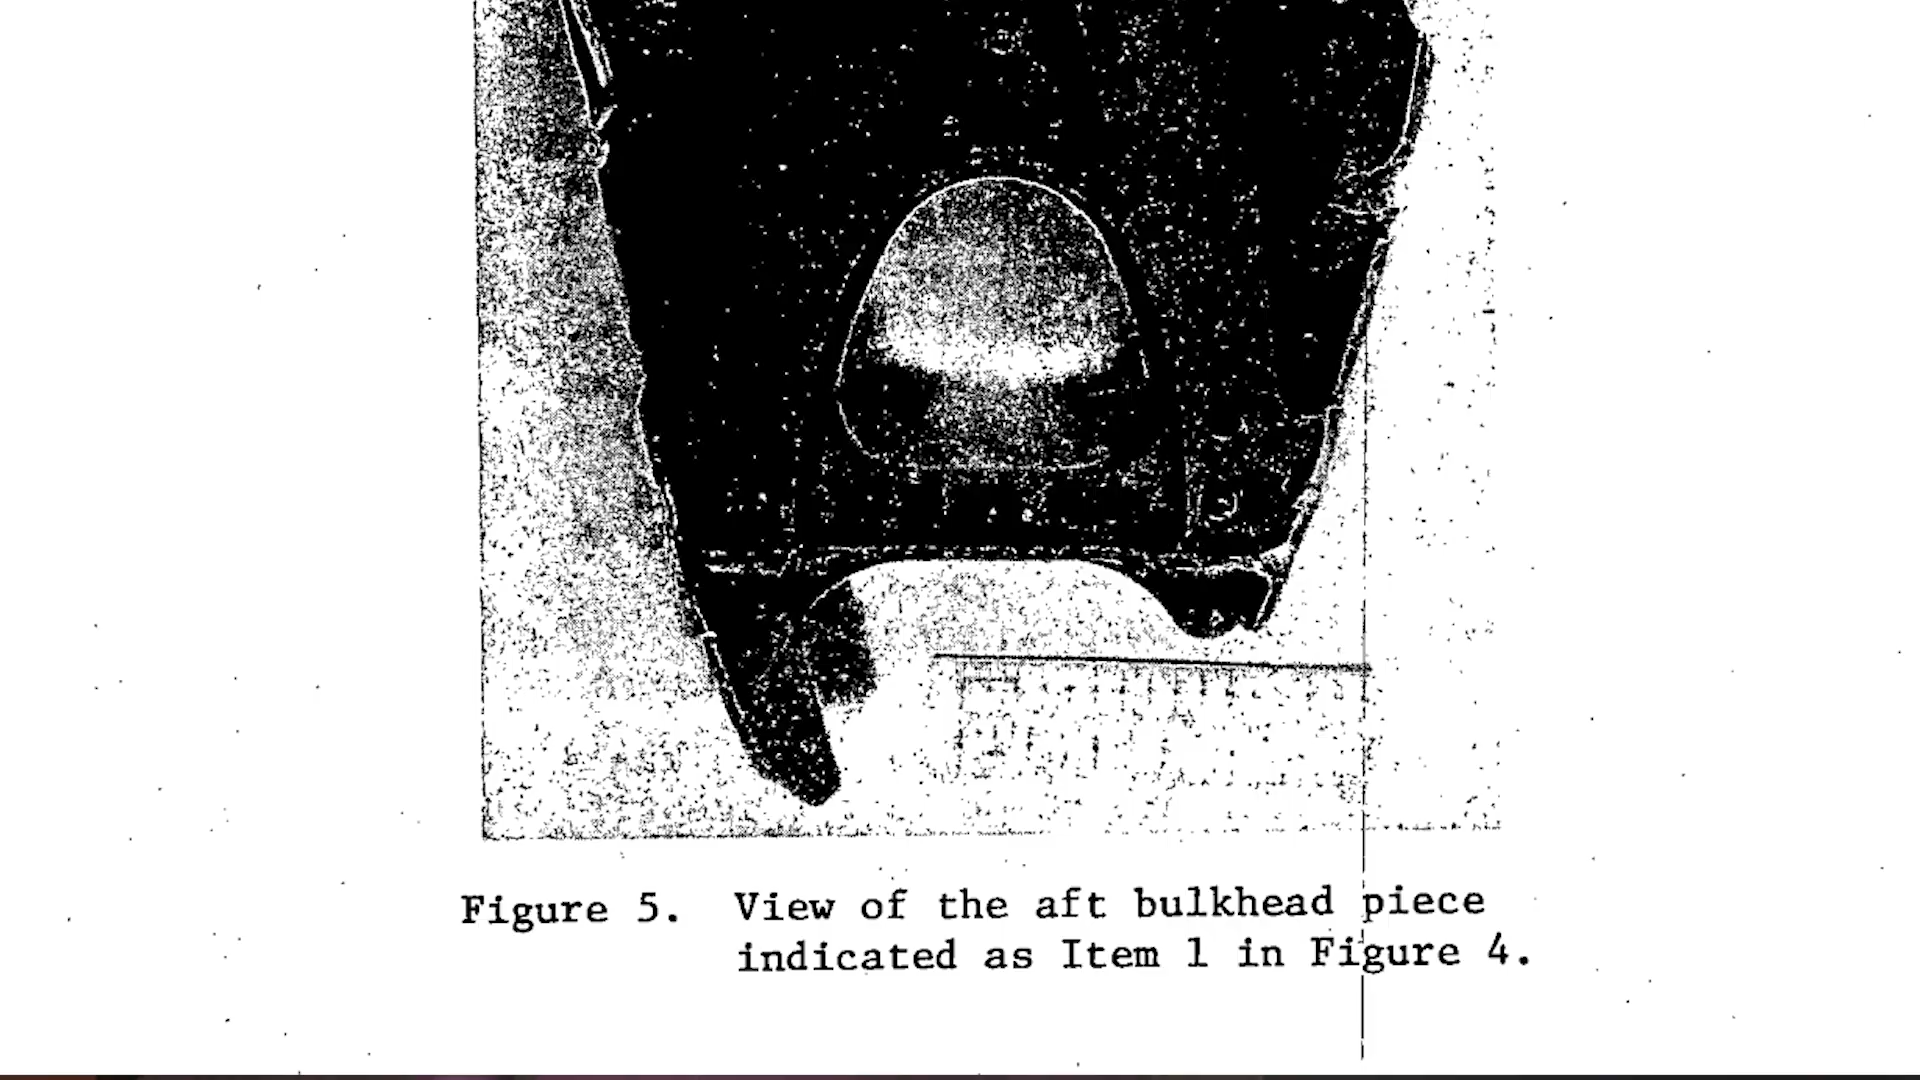 Figure 5. View of the aft bulkhead piece
indicated as Item 1 in Figure 4.